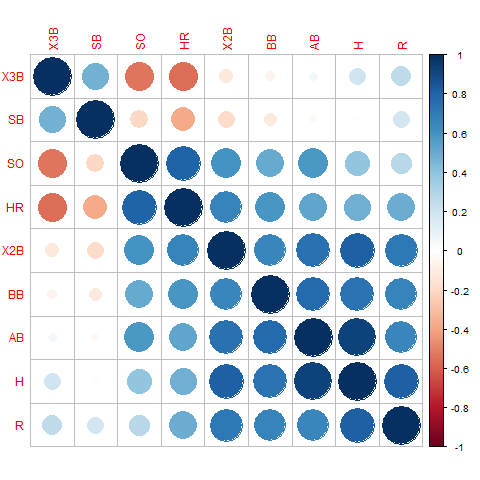 X3B SB SO HR X2B BB AB H R
X3B
SB
SO
HR
X2B
BB
AB
H
R
1
0.8
0.6
0.4
0.2
0
-0.2
-0.4
-0.6
-0.8
-1